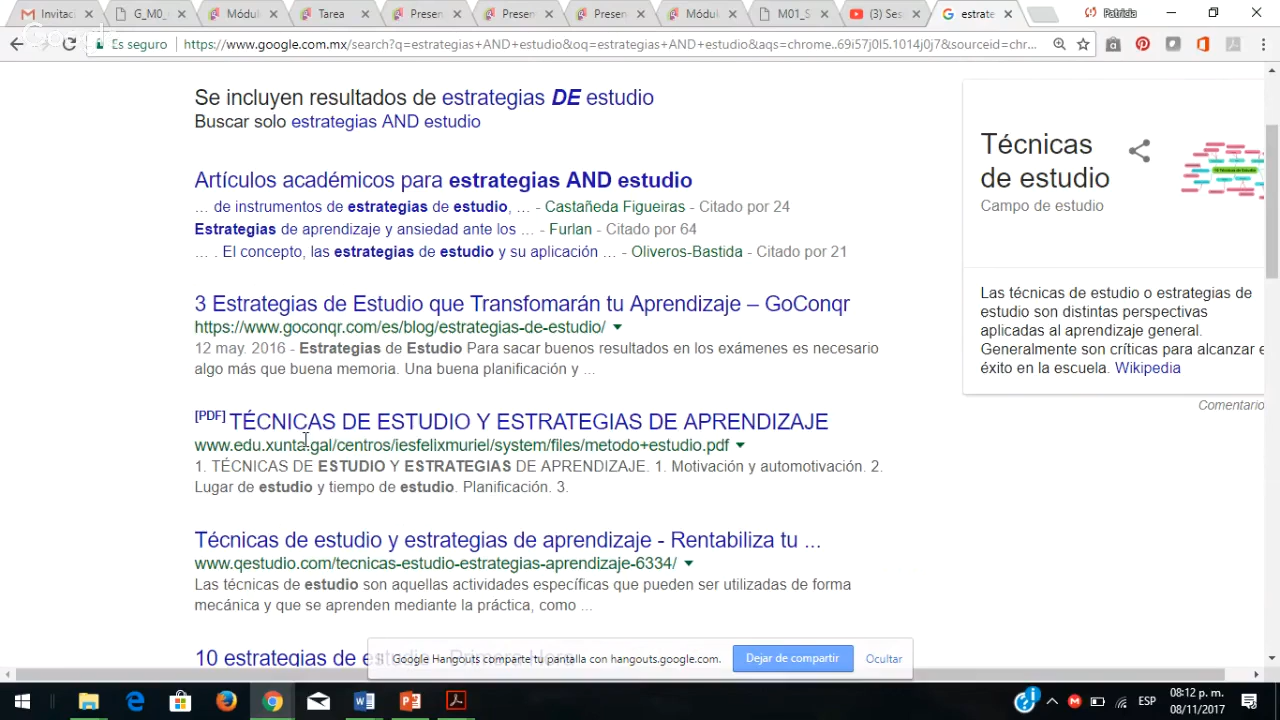 Invitaci
G_M0_
Módulo
Tarea
Presen
Presen
Presen
Módulo
M01_S
(3) Ses
estrate
Patricia
Google
Es seguro
https://www.google.com.mx/search?q=estrategias+AND+estudio&oq=estrategias+AND+estudio&aqs=chrome..69i57j0l5.1014j0j7&sourceid=chr...
Se incluyen resultados de estrategias DE estudio
Buscar solo estrategias AND estudio
Artículos académicos para estrategias AND estudio
... de instrumentos de estrategias de estudio, ... - Castañeda Figueiras - Citado por 24
Estrategias de aprendizaje y ansiedad ante los ... - Furlan - Citado por 64
... . El concepto, las estrategias de estudio y su aplicación ... - Oliveros-Bastida - Citado por 21
3 Estrategias de Estudio que Transfomarán tu Aprendizaje – GoConqr
https://www.goconqr.com/es/blog/estrategias-de-estudio/
12 may. 2016 - Estrategias de Estudio Para sacar buenos resultados en los exámenes es necesario
algo más que buena memoria. Una buena planificación y ...
[PDF] TÉCNICAS DE ESTUDIO Y ESTRATEGIAS DE APRENDIZAJE
www.edu.xunta.gal/centros/iesfelixmuriel/system/files/metodo+estudio.pdf
1. TÉCNICAS DE ESTUDIO Y ESTRATEGIAS DE APRENDIZAJE. 1. Motivación y automotivación. 2.
Lugar de estudio y tiempo de estudio. Planificación. 3.
Técnicas de estudio y estrategias de aprendizaje - Rentabiliza tu ...
www.qestudio.com/tecnicas-estudio-estrategias-aprendizaje-6334/
Las técnicas de estudio son aquellas actividades específicas que pueden ser utilizadas de forma
mecánica y que se aprenden mediante la práctica, como ...
10 estrategias de e
Técnicas
de estudio
Campo de estudio
Las técnicas de estudio o estrategias de
estudio son distintas perspectivas
aplicadas al aprendizaje general.
Generalmente son críticas para alcanzar e
éxito en la escuela. Wikipedia
Comentario
Google Hangouts comparte tu pantalla con hangouts.google.com.
Dejar de compartir
Ocultar
ESP
08:12 p. m.
08/11/2017